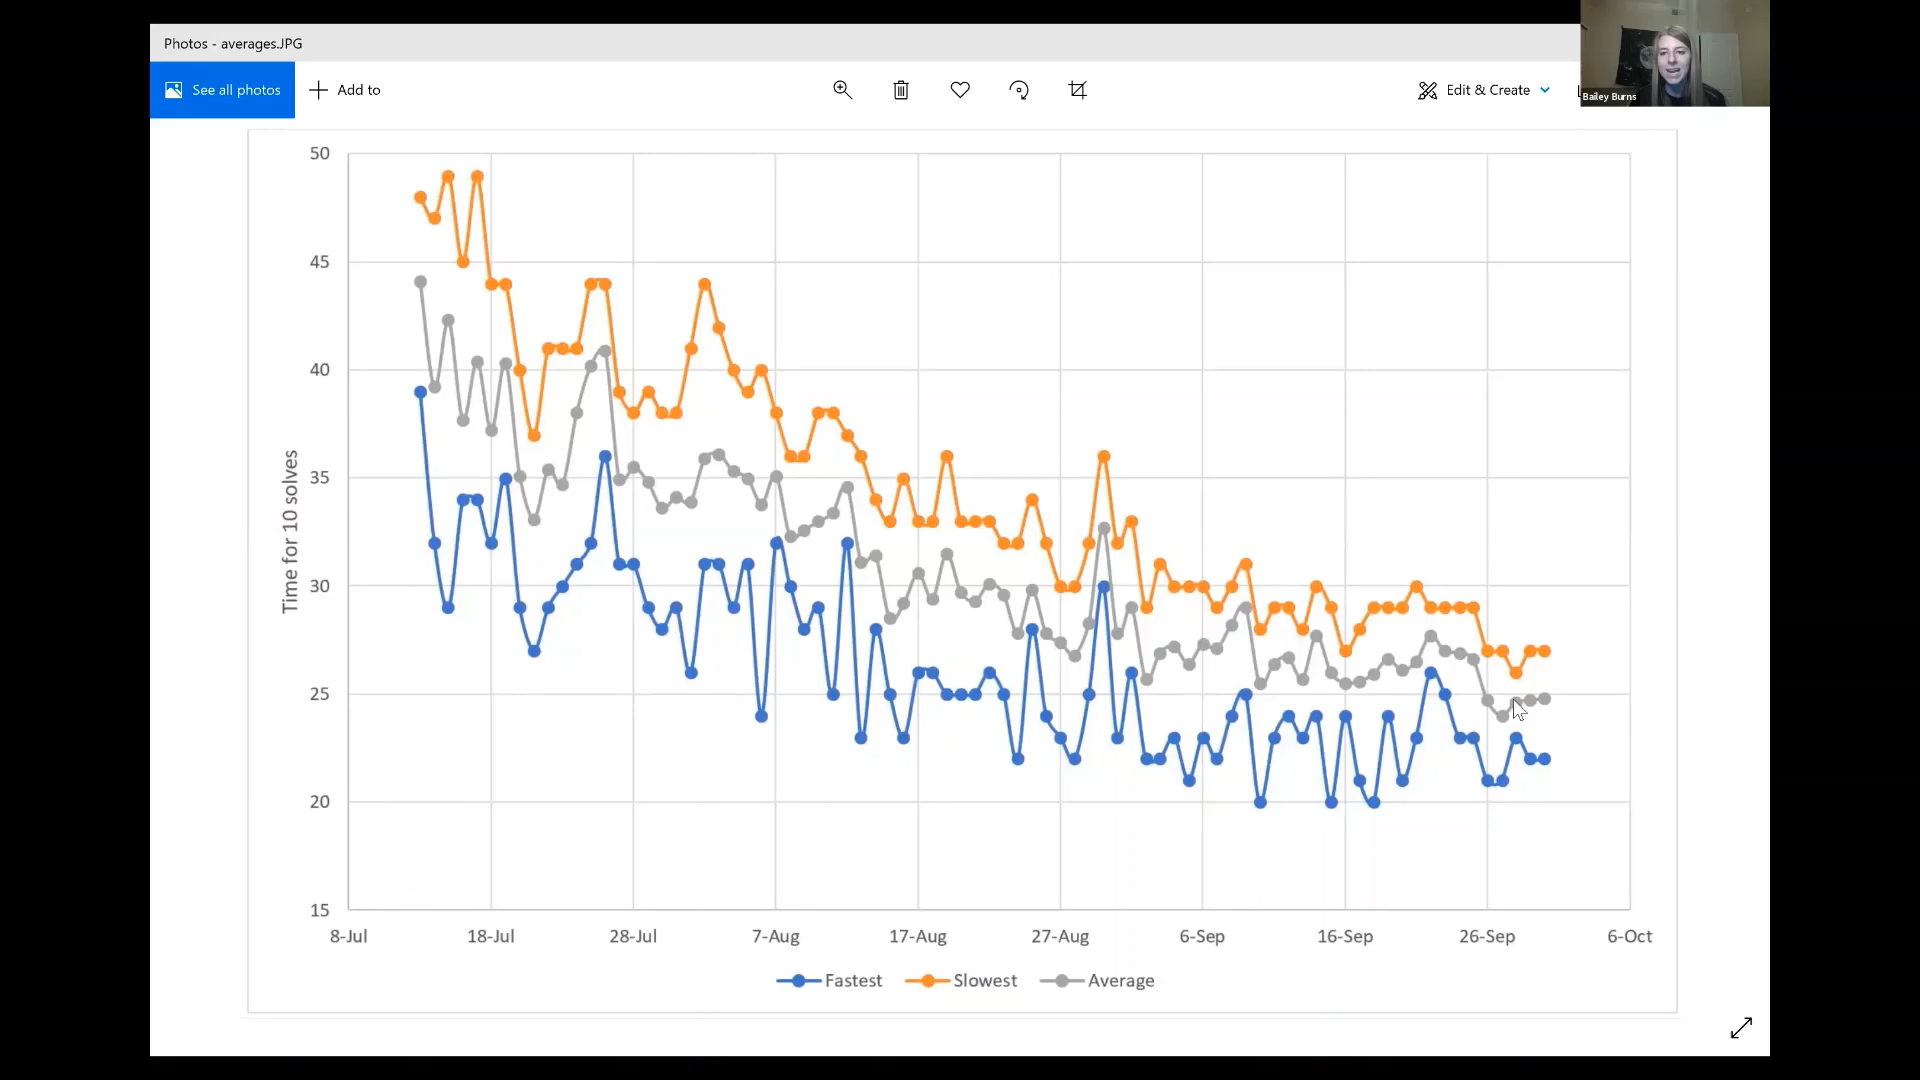 Photos - averages.JPG
See all photos
Add to
Edit & Create
Bailey Burns
50
45
40
35
30
25
20
15
Time for 10 solves
8-Jul
18-Jul
28-Jul
7-Aug
17-Aug
27-Aug
6-Sep
16-Sep
26-Sep
6-Oct
Fastest
Slowest
Average